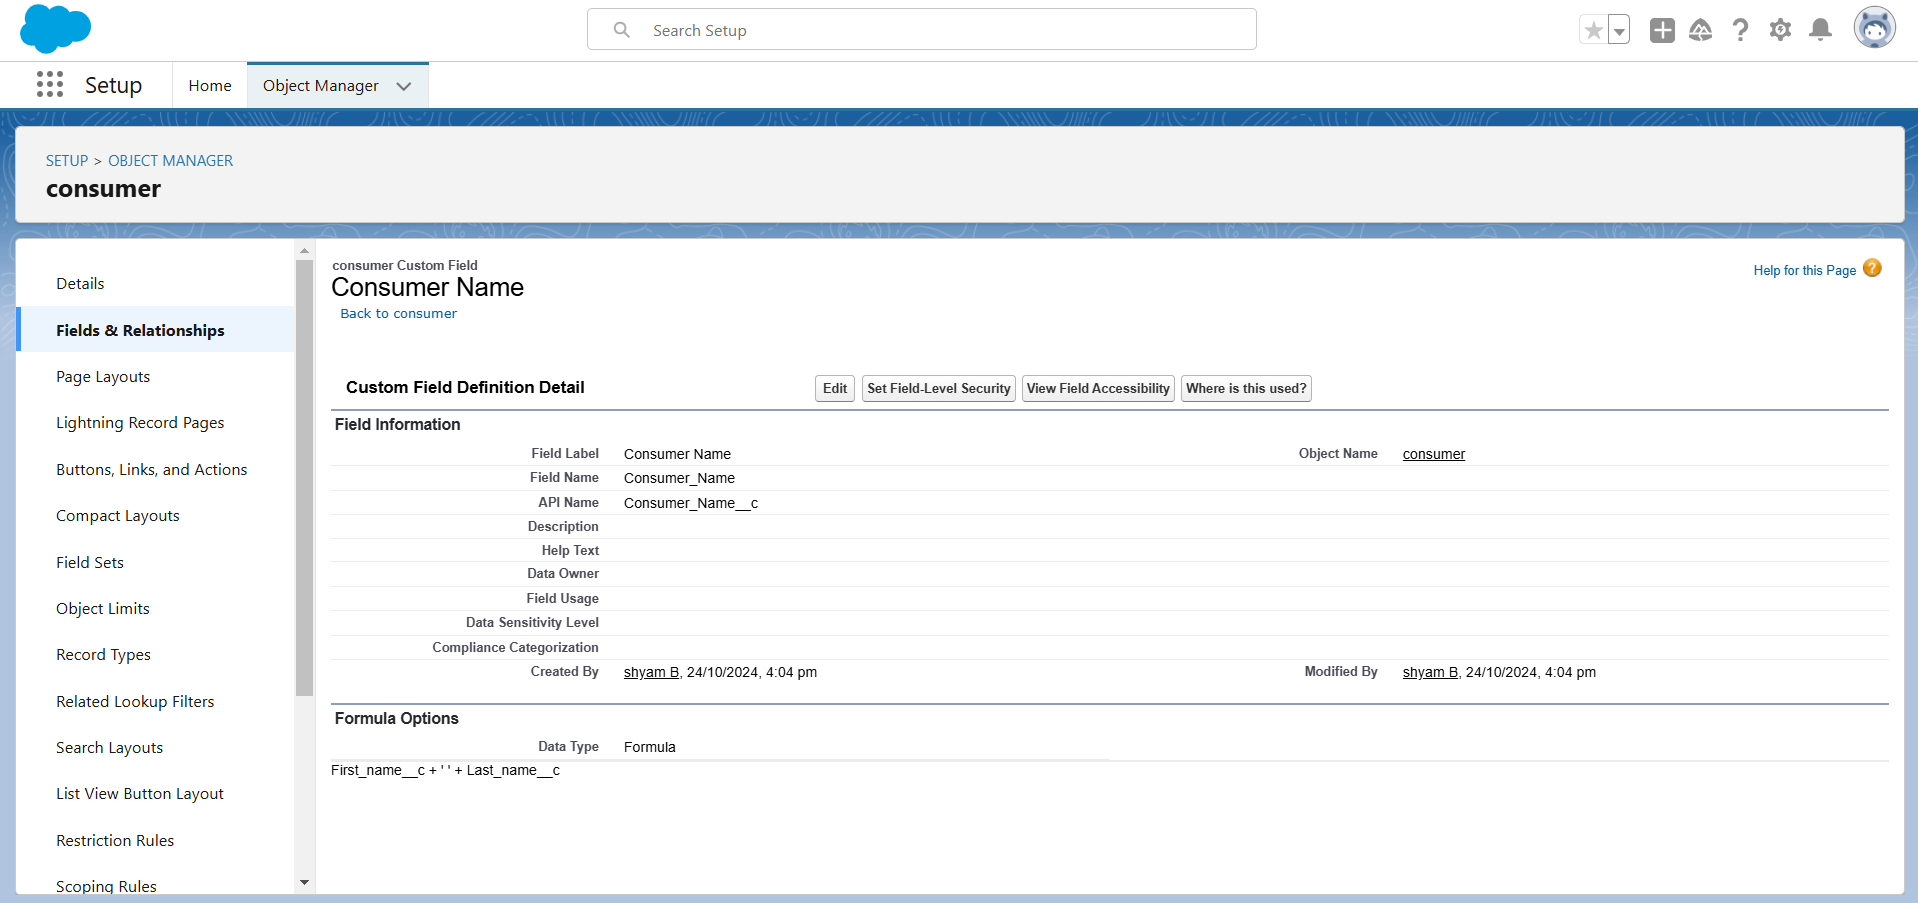 Search Setup
Setup
Home
Object Manager
SETUP > OBJECT MANAGER
consumer
Details
Fields & Relationships
Page Layouts
Lightning Record Pages
Buttons, Links, and Actions
Compact Layouts
Field Sets
Object Limits
Record Types
Related Lookup Filters
Search Layouts
List View Button Layout
Restriction Rules
Scoping Rules
consumer Custom Field
Consumer Name
Back to consumer
Help for this Page ?
Custom Field Definition Detail
Edit
Set Field-Level Security
View Field Accessibility
Where is this used?
Field Information
Field Label Consumer Name Object Name consumer
Field Name Consumer_Name
API Name Consumer_Name__c
Description
Help Text
Data Owner
Field Usage
Data Sensitivity Level
Compliance Categorization
Created By shyam B, 24/10/2024, 4:04 pm Modified By shyam B, 24/10/2024, 4:04 pm
Formula Options
Data Type Formula
First_name__c + ' ' + Last_name__c